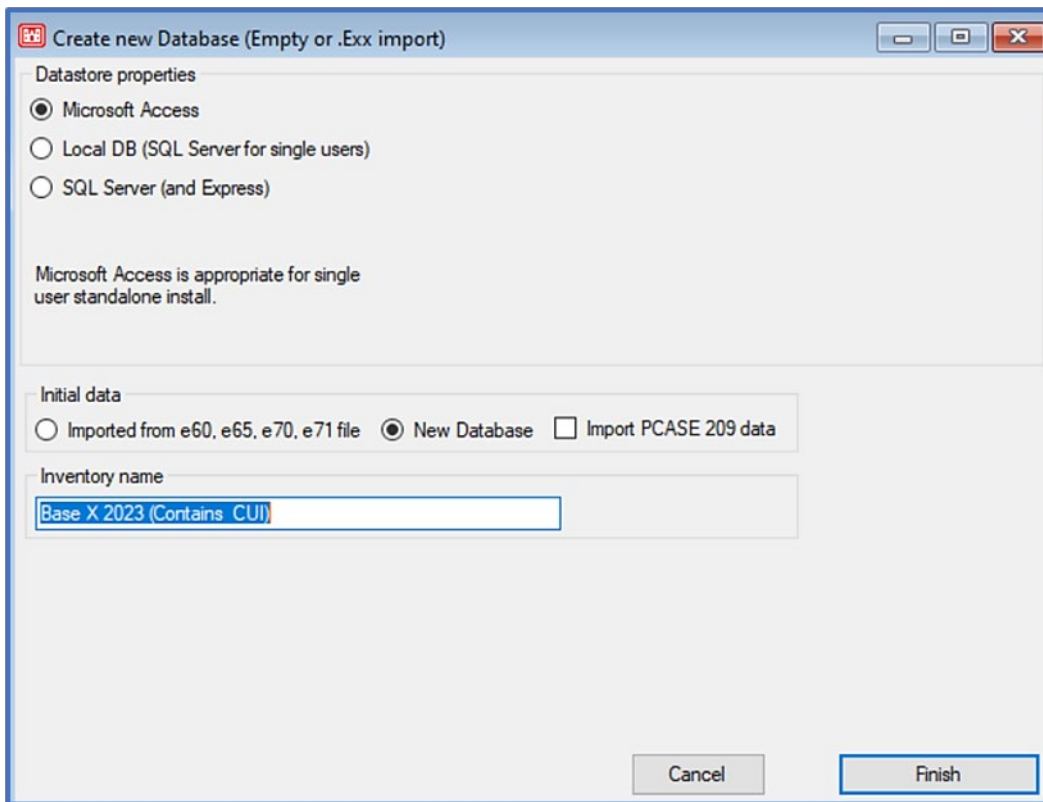 Create new Database (Empty or .Exx import)
Datastore properties
Microsoft Access
Local DB (SQL Server for single users)
SQL Server (and Express)
Microsoft Access is appropriate for single
user standalone install.
Initial data
Imported from e60, e65, e70, e71 file New Database Import PCASE 209 data
Inventory name
Base X 2023 (Contains CUI)
Cancel Finish